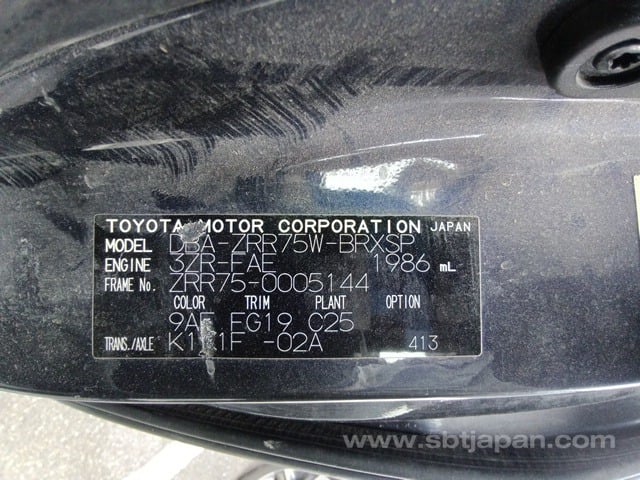 TOYOTA MOTOR CORPORATION JAPAN
MODEL DBA-ZRR75W-BRXSP
ENGINE 3ZR-FAE 1986 mL
FRAME No. ZRR75-0005144
COLOR TRIM PLANT OPTION
FG19 C25
TRANS./AXLE -02A 413
www.sbtjapan.com